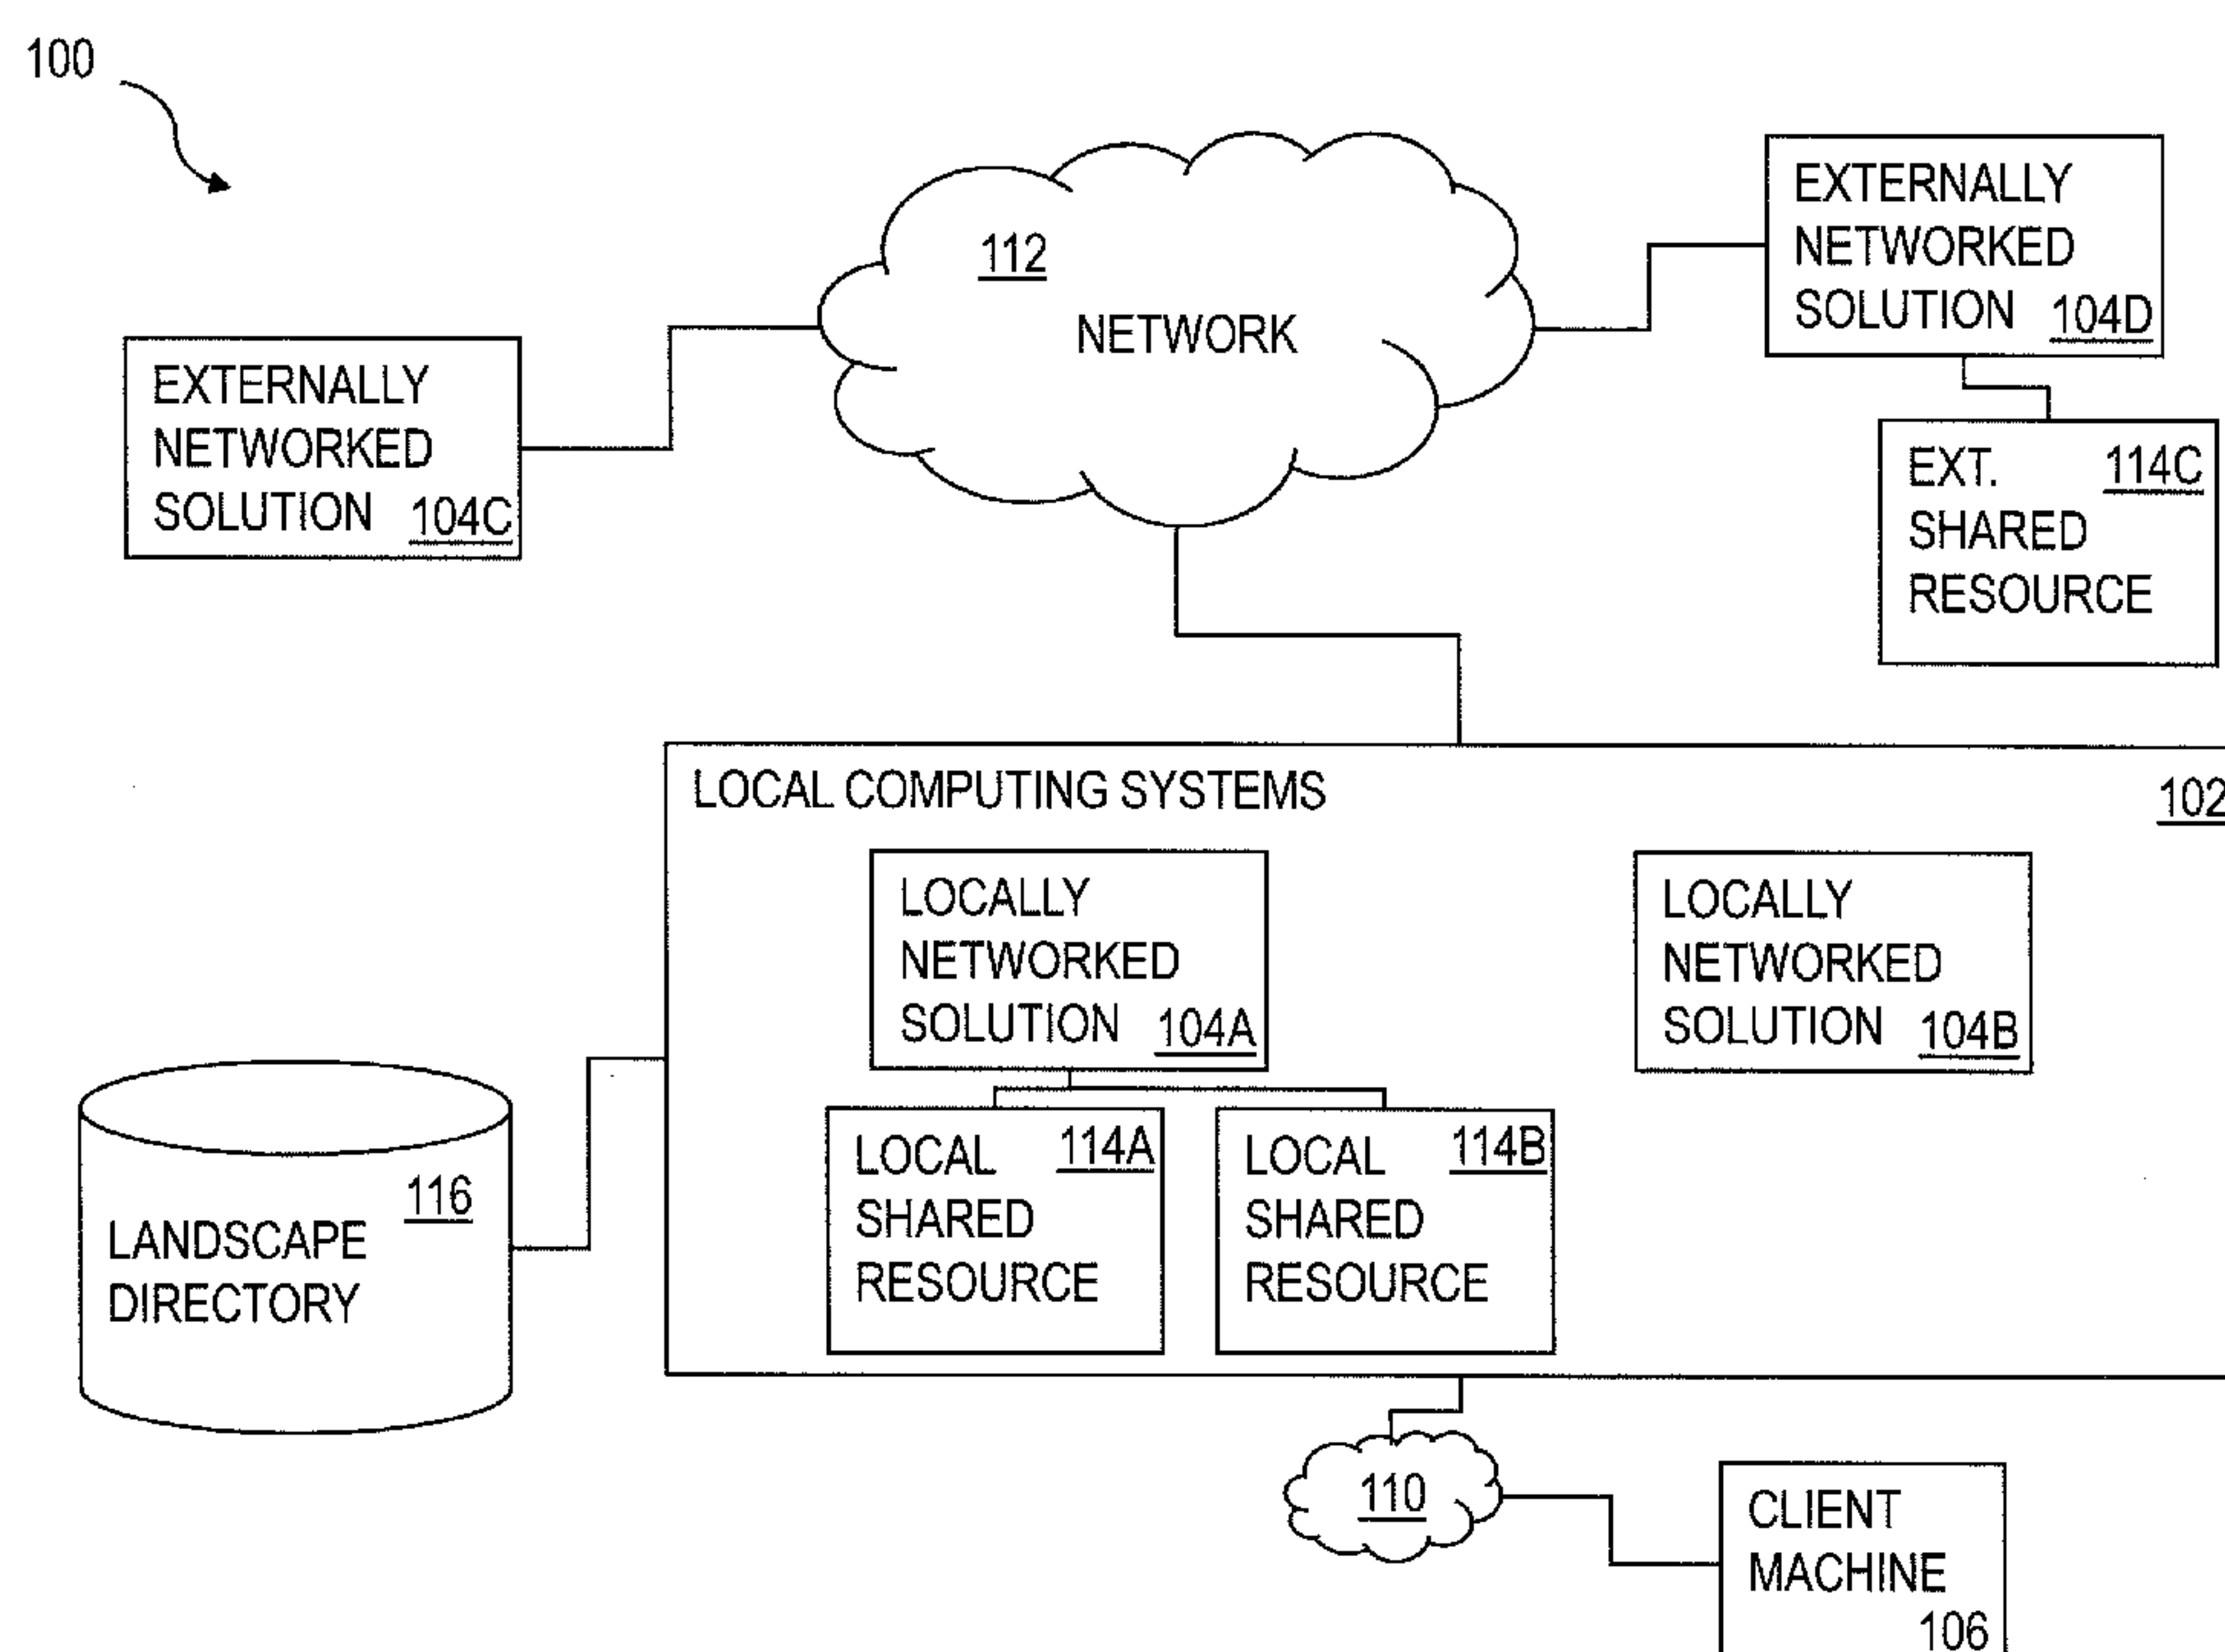 100
112
NETWORK
EXTERNALLY
NETWORKED
SOLUTION 104D
EXTERNALLY
NETWORKED
SOLUTION 104C
EXT. 114C
SHARED
RESOURCE
LOCAL COMPUTING SYSTEMS
102
LOCALLY
NETWORKED
SOLUTION 104A
LOCALLY
NETWORKED
SOLUTION 104B
LOCAL 114A
SHARED
RESOURCE
LOCAL 114B
SHARED
RESOURCE
116
LANDSCAPE
DIRECTORY
110
CLIENT
MACHINE
106